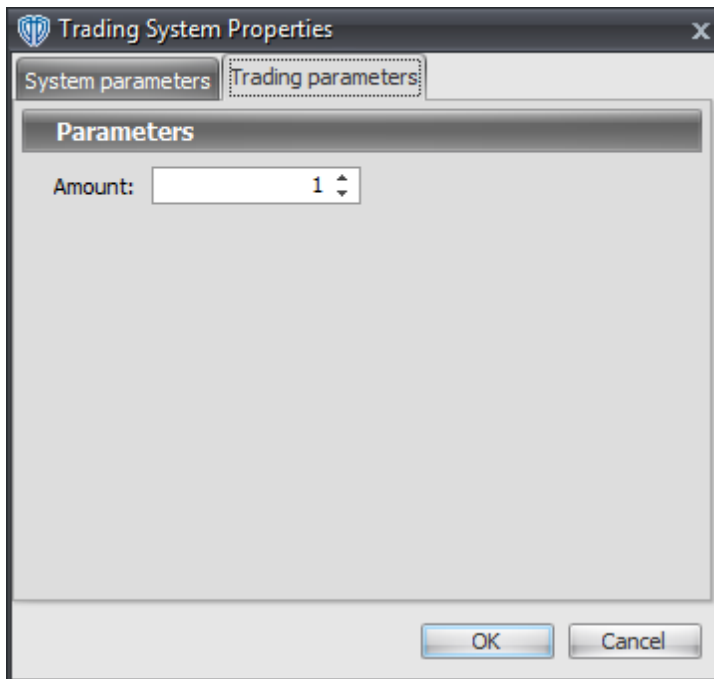 Trading System Properties x
System parameters Trading parameters
Parameters
Amount: 1
OK Cancel